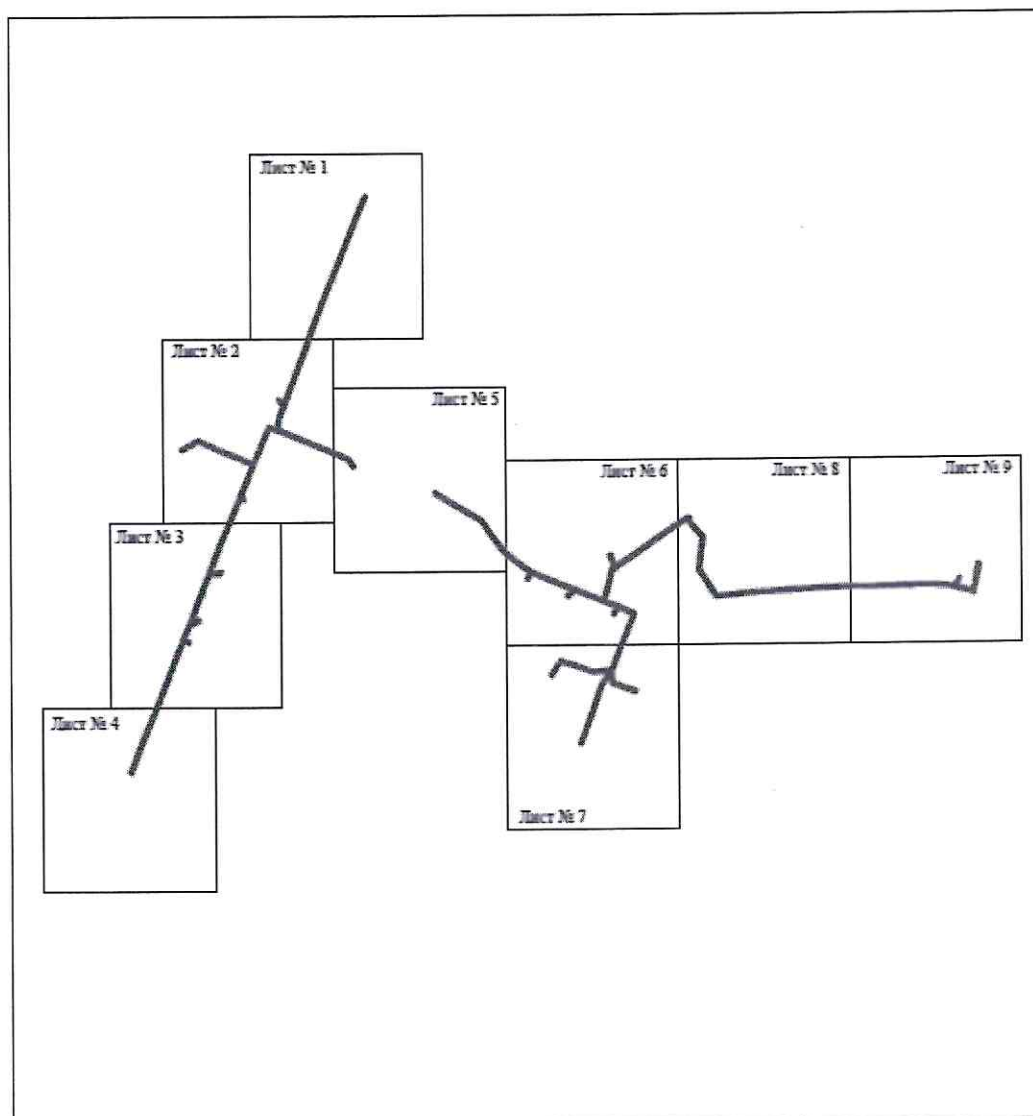 Лист № 1
Лист № 2
Лист № 5
Лист № 6
Лист № 8
Лист № 9
Лист № 3
Лист № 4
Лист № 7